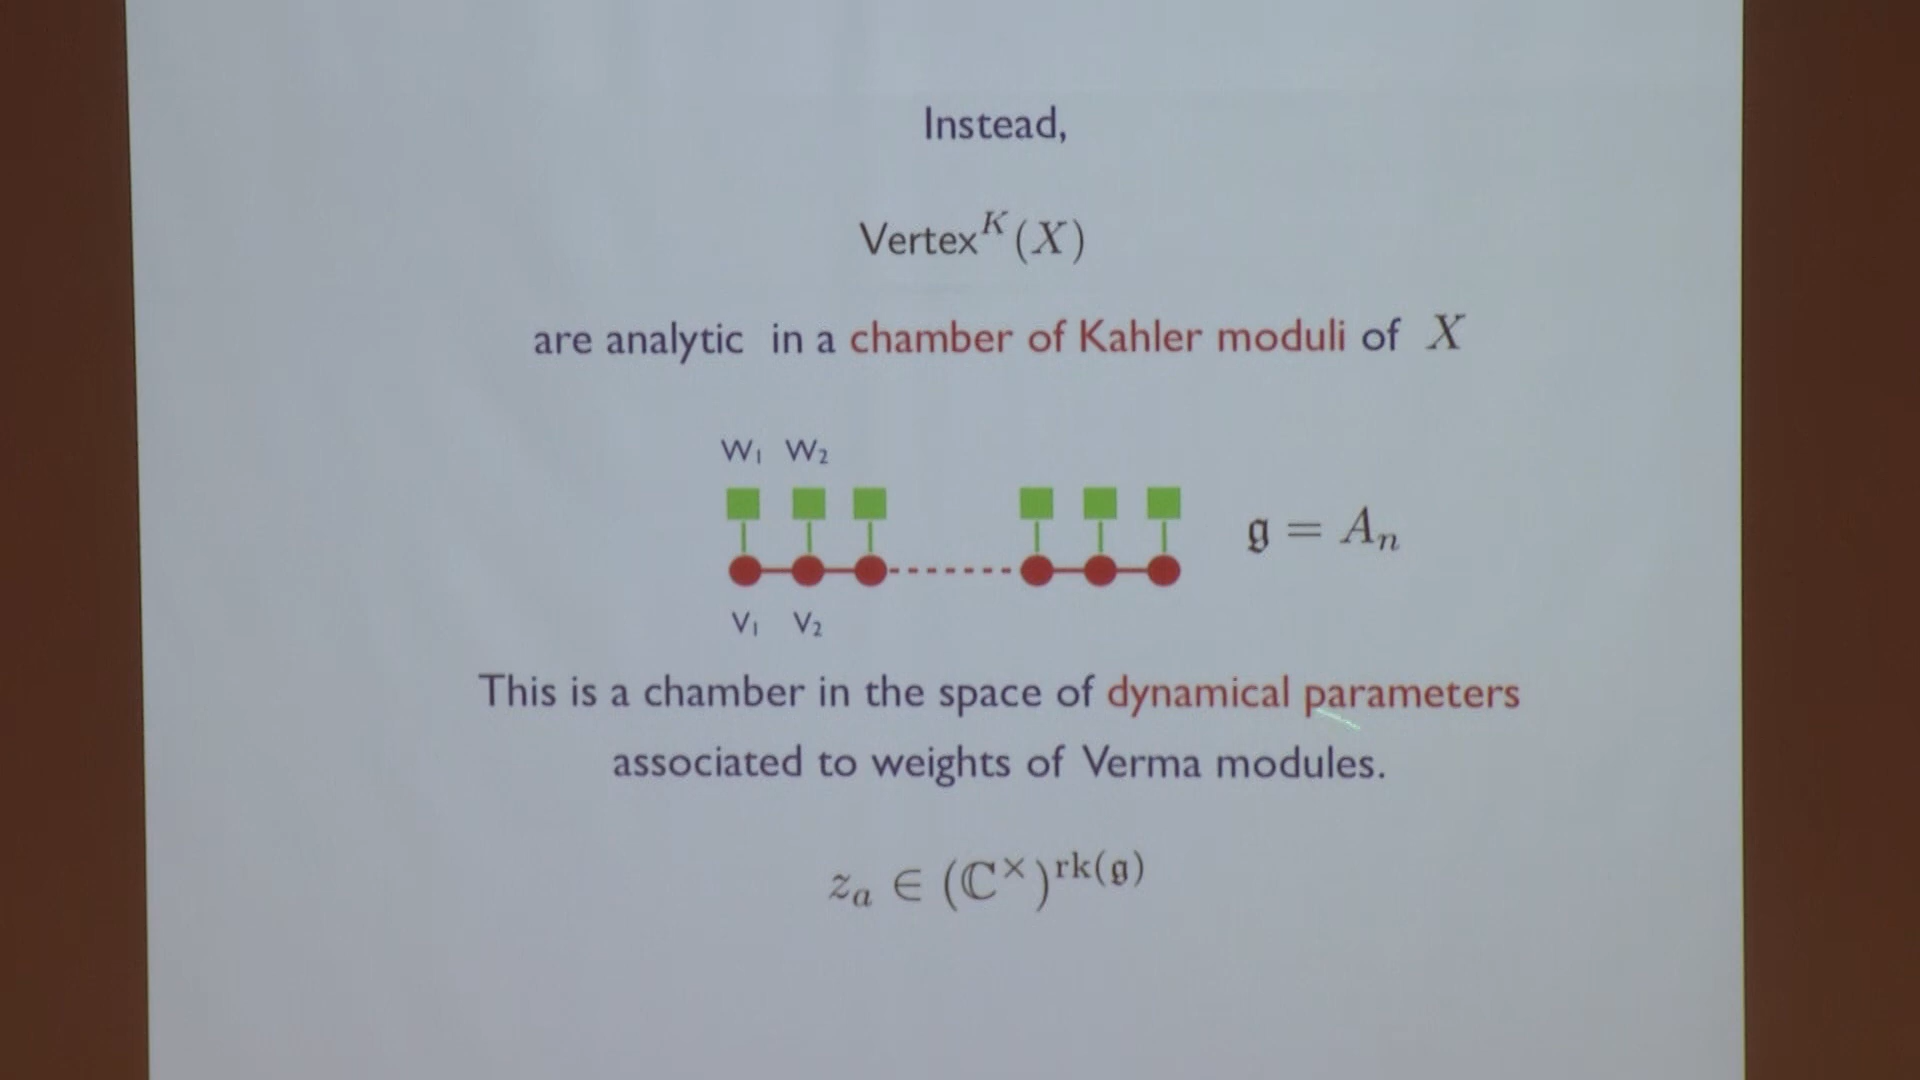 Instead,
Vertex^K(X)
are analytic in a chamber of Kahler moduli of X
W₁ W₂
𝔤 = Aₙ
V₁ V₂
This is a chamber in the space of dynamical parameters
associated to weights of Verma modules.
zₐ ∈ (ℂ^×)^rk(𝔤)